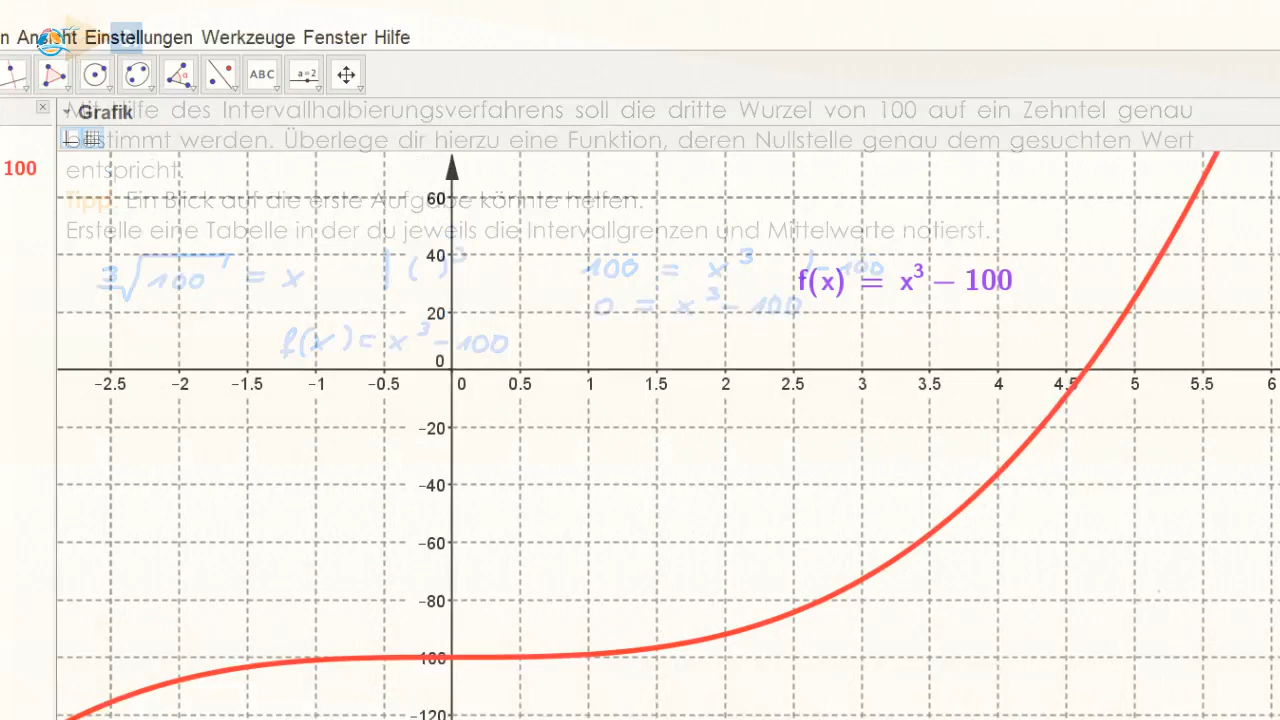 n Ansicht Einstellungen Werkzeuge Fenster Hilfe
ABC
a=2
Grafik
Mit Hilfe des Intervallhalbierungsverfahrens soll die dritte Wurzel von 100 auf ein Zehntel genau
bestimmt werden. Überlege dir hierzu eine Funktion, deren Nullstelle genau dem gesuchten Wert
entspricht.
100
Tipp: Ein Blick auf die erste Aufgabe könnte helfen.
Erstelle eine Tabelle in der du jeweils die Intervallgrenzen und Mittelwerte notierst.
∛100 = x | ( )³
100 = x³ | -100
0 = x³ - 100
f(x) = x³ - 100
f(x) = x³ − 100
60
40
20
0
-2.5 -2 -1.5 -1 -0.5 0 0.5 1 1.5 2 2.5 3 3.5 4 4.5 5 5.5 6
-20
-40
-60
-80
-100
-120